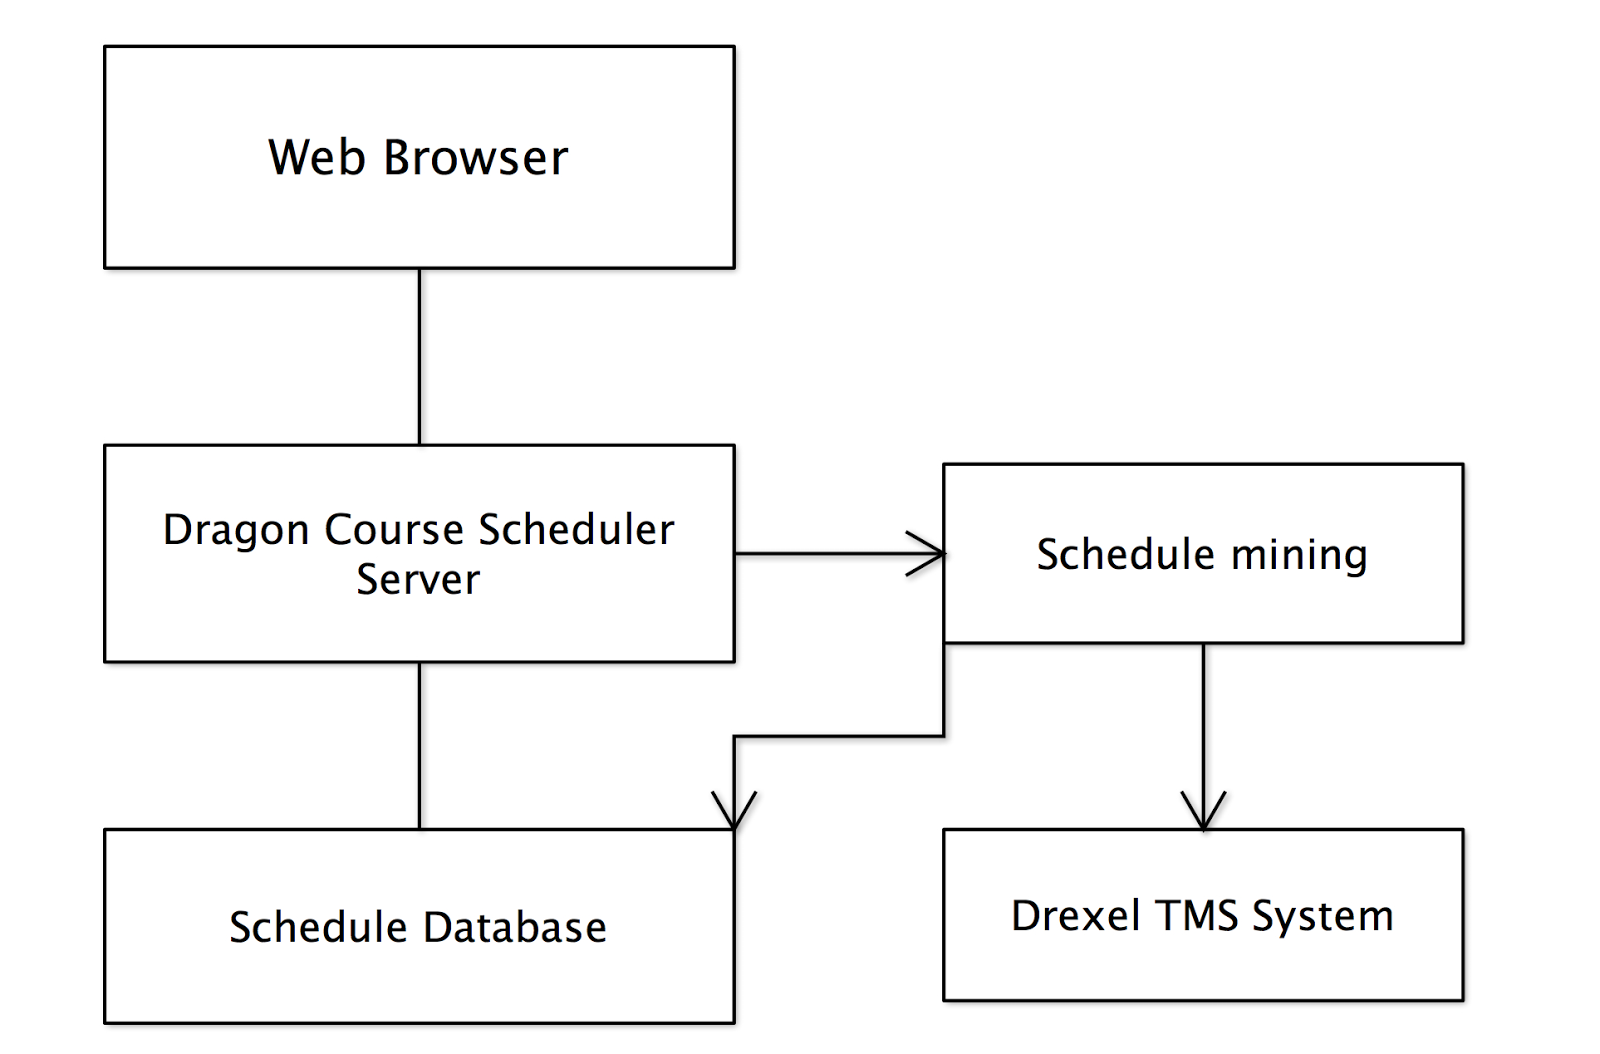 Web Browser
Dragon Course Scheduler
Server
Schedule mining
Schedule Database
Drexel TMS System